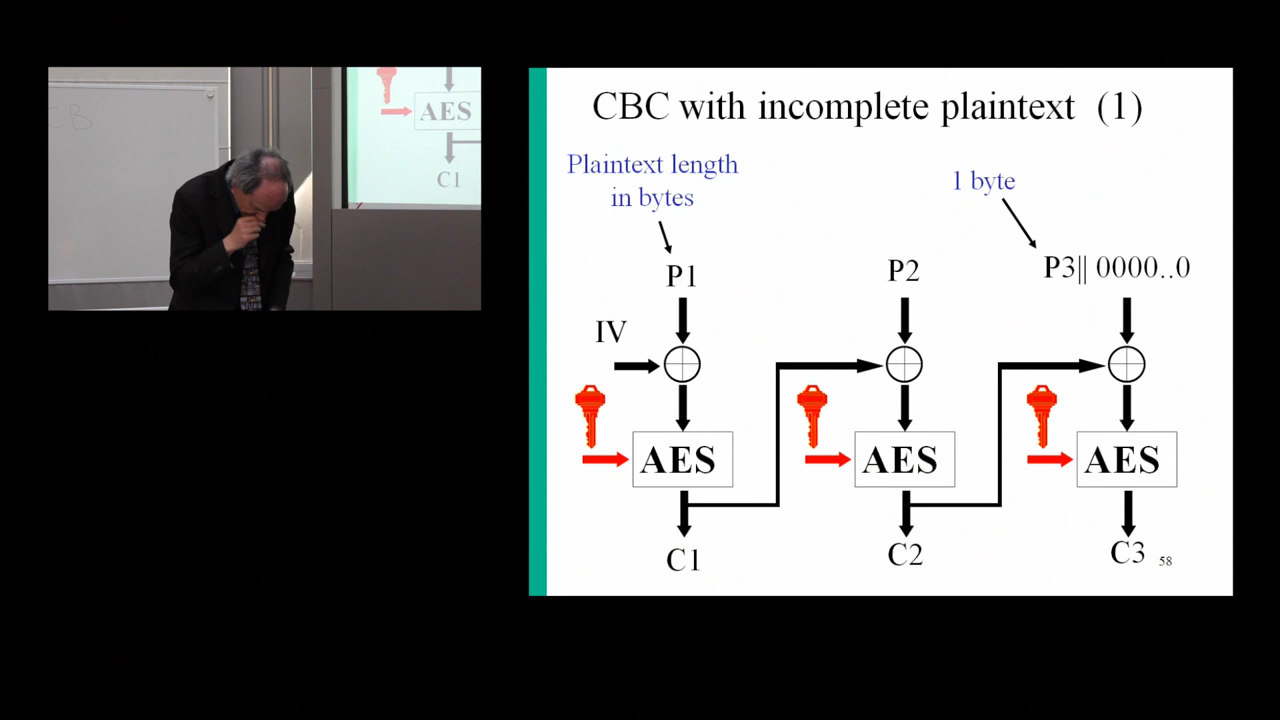 CB
AES
C1
CBC with incomplete plaintext (1)
Plaintext length
in bytes
1 byte
P1
P2
P3|| 0000..0
IV
AES
AES
AES
C1
C2
C3
58